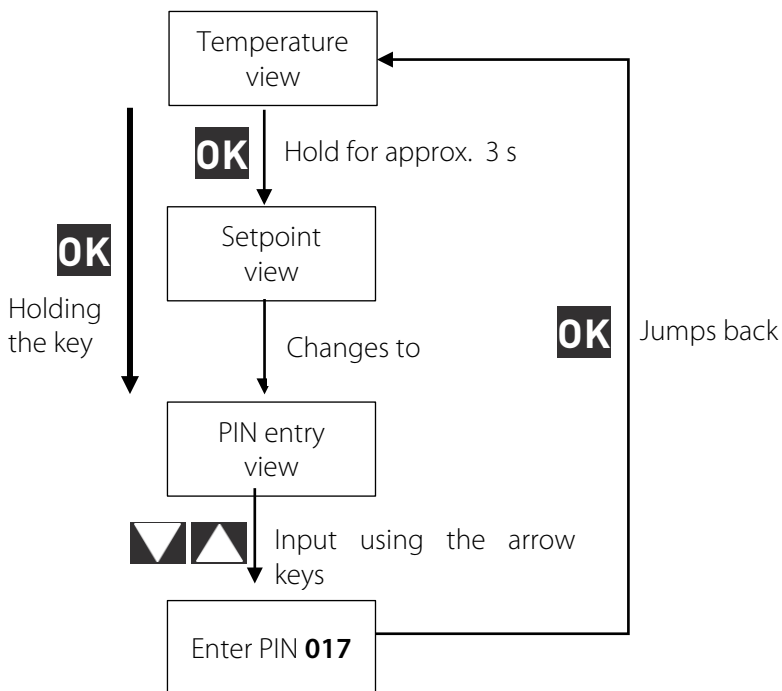 Temperature
view
OK
Hold for approx. 3 s
Setpoint
view
OK
Holding
the key
Changes to
OK
Jumps back
PIN entry
view
Input using the arrow
keys
Enter PIN 017